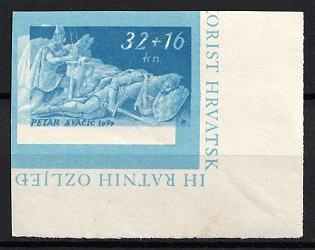 32+16
kn.
PETAR SVAČIĆ 1097
ORIST HRVATSK
IH RATNIH OZLJEĐ